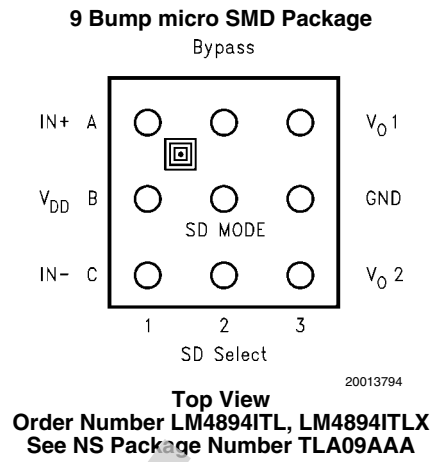 9 Bump micro SMD Package
Bypass
IN+ A V_O 1
V_DD B GND
SD MODE
IN- C V_O 2
1 2 3
SD Select
20013794
Top View
Order Number LM4894ITL, LM4894ITLX
See NS Package Number TLA09AAA